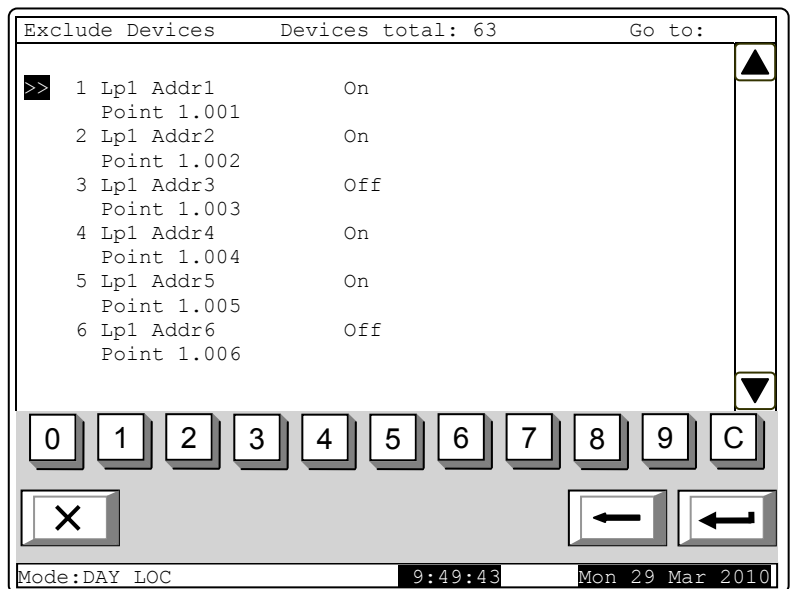 Exclude Devices Devices total: 63 Go to:
>> 1 Lp1 Addr1 On
Point 1.001
2 Lp1 Addr2 On
Point 1.002
3 Lp1 Addr3 Off
Point 1.003
4 Lp1 Addr4 On
Point 1.004
5 Lp1 Addr5 On
Point 1.005
6 Lp1 Addr6 Off
Point 1.006
0 1 2 3 4 5 6 7 8 9 C
Mode:DAY LOC 9:49:43 Mon 29 Mar 2010